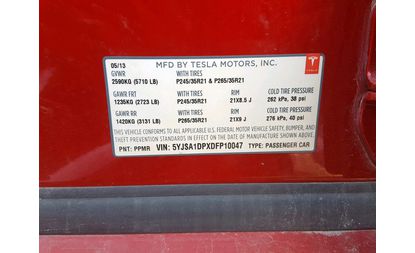 05/13 MFD BY TESLA MOTORS, INC.
GVWR WITH TIRES
2590KG (5710 LB) P245/35R21 & P265/35R21
GAWR FRT WITH TIRES RIM COLD TIRE PRESSURE
1235KG (2723 LB) P245/35R21 21X8.5 J 262 kPa, 38 psi
GAWR RR WITH TIRES RIM COLD TIRE PRESSURE
1420KG (3131 LB) P265/35R21 21X9 J 276 kPa, 40 psi
THIS VEHICLE CONFORMS TO ALL APPLICABLE U.S. FEDERAL MOTOR VEHICLE SAFETY, BUMPER, AND
THEFT PREVENTION STANDARDS IN EFFECT ON THE DATE OF MANUFACTURE SHOWN ABOVE.
PNT: PPMR VIN: 5YJSA1DPXDFP10047 TYPE: PASSENGER CAR